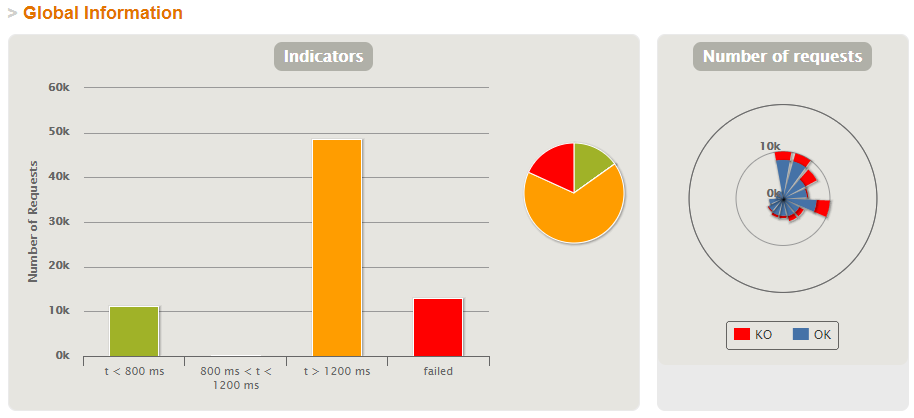 > Global Information
Indicators
Number of Requests
60k
50k
40k
30k
20k
10k
0k
t < 800 ms
800 ms < t <
1200 ms
t > 1200 ms
failed
Number of requests
10k
0k
KO
OK